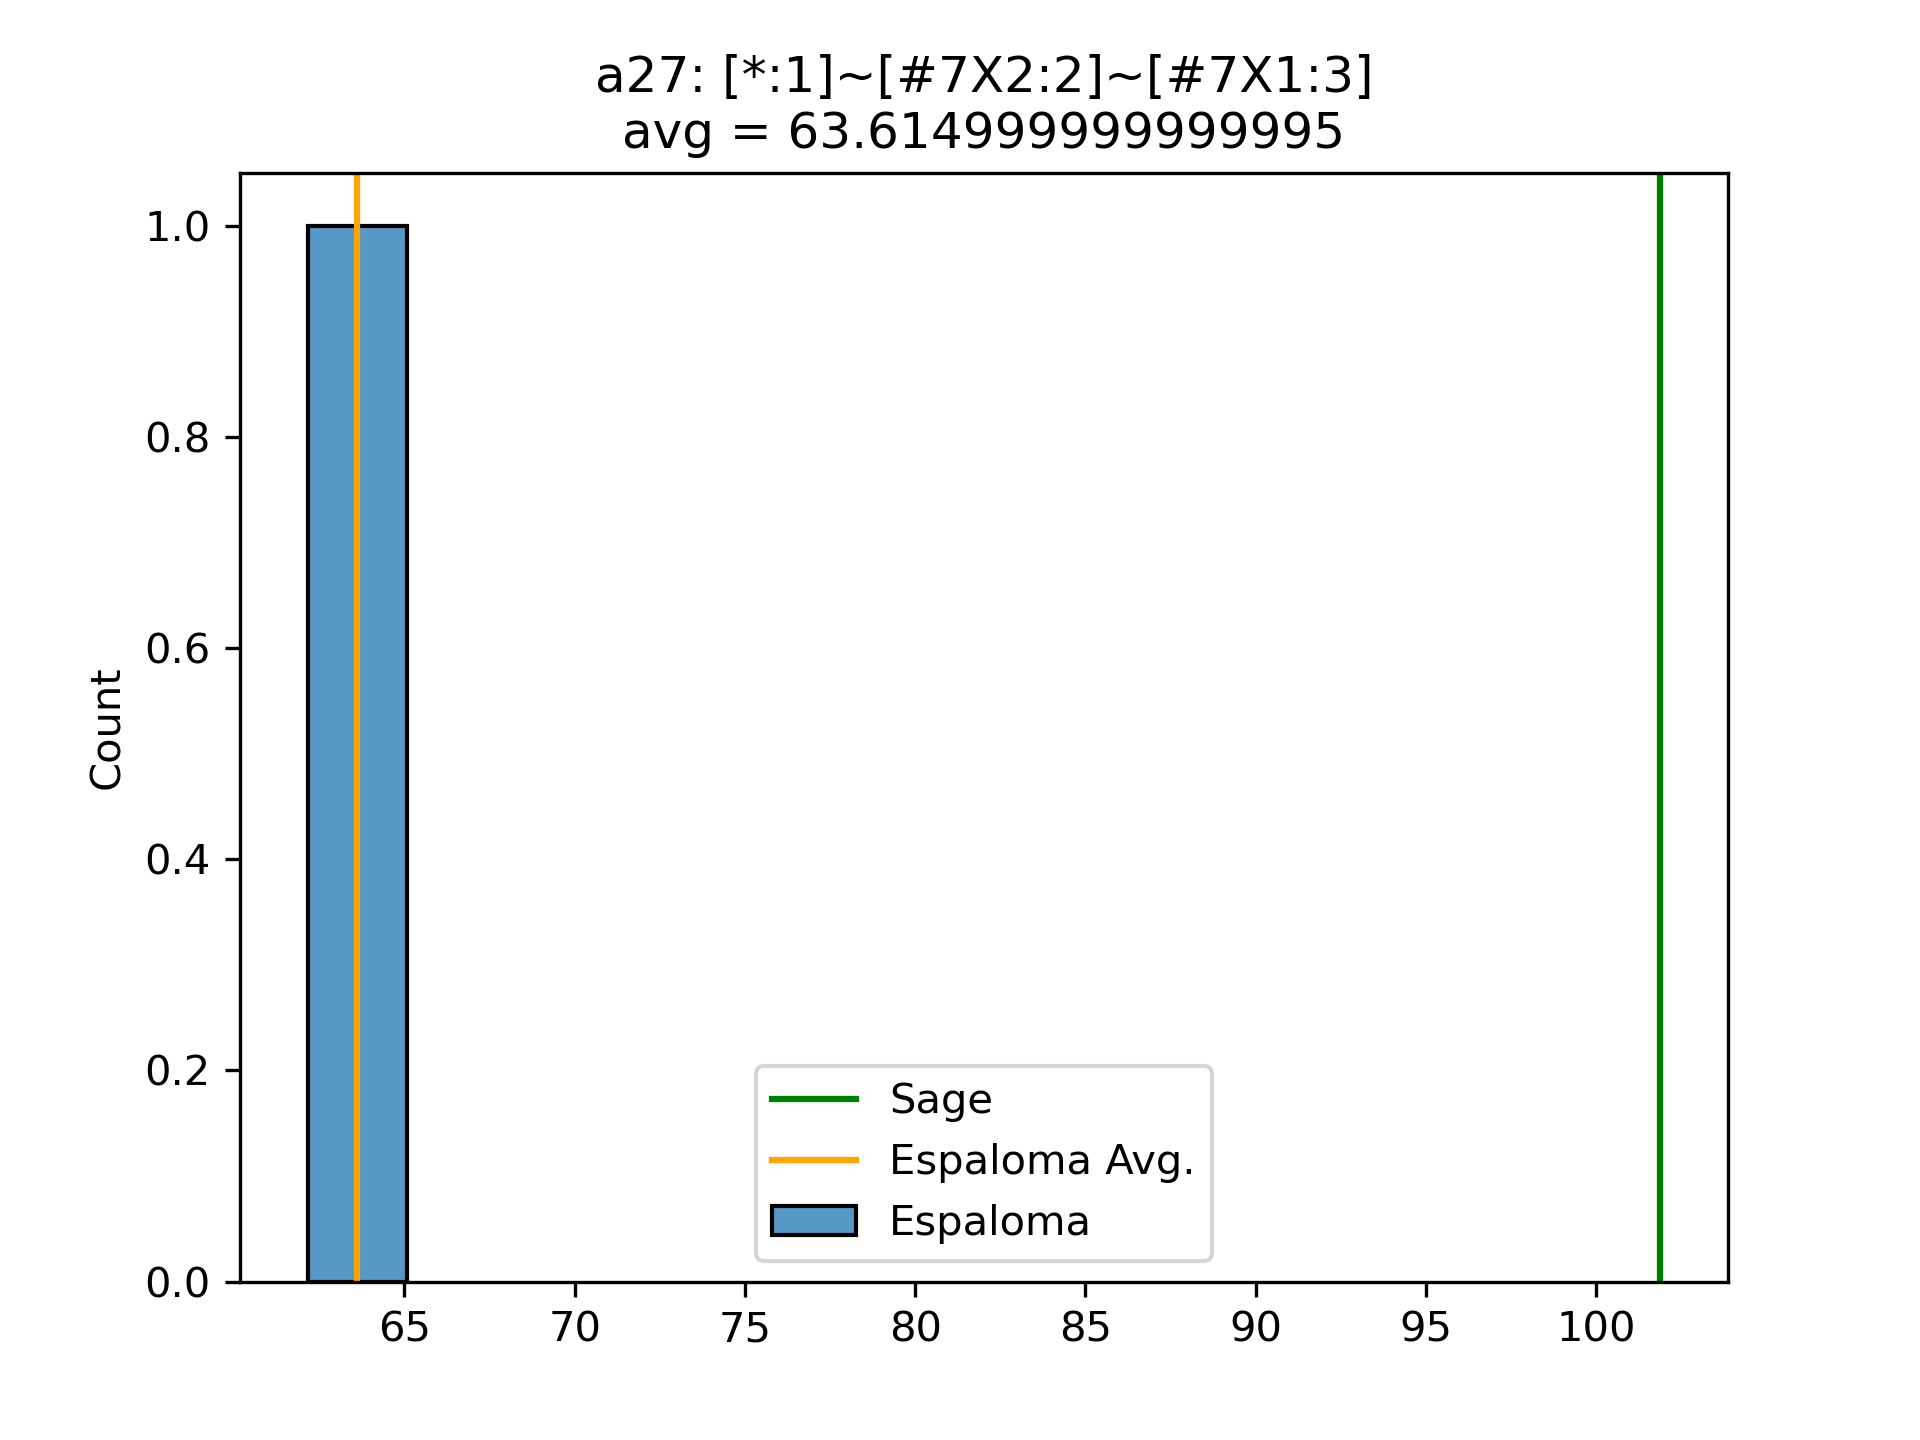 a27: [*:1]~[#7X2:2]~[#7X1:3]
avg = 63.614999999999995
1.0
0.8
0.6
0.4
0.2
0.0
Count
Sage
Espaloma Avg.
Espaloma
65 70 75 80 85 90 95 100